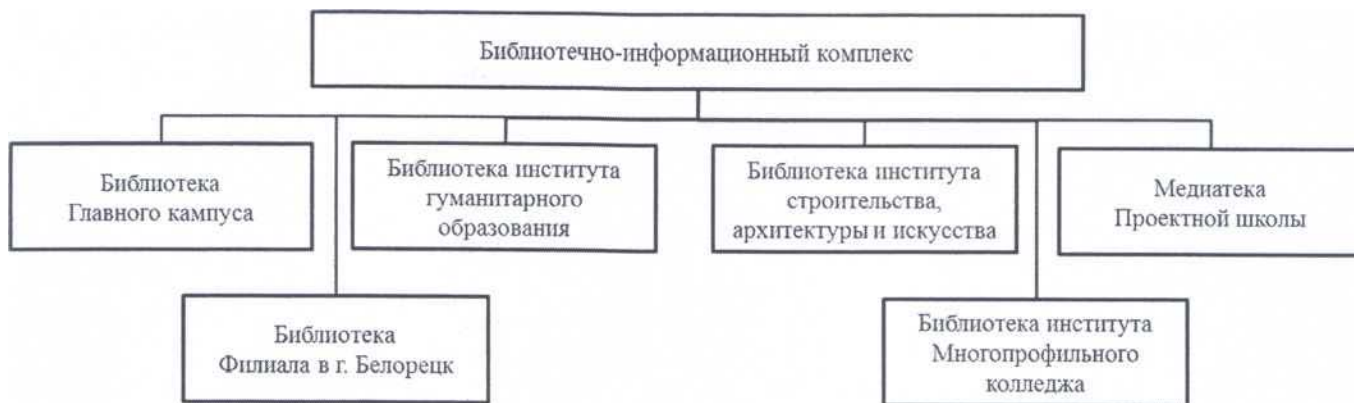 Библиотечно-информационный комплекс
Библиотека
Главного кампуса
Библиотека института
гуманитарного
образования
Библиотека института
строительства,
архитектуры и искусства
Медиатека
Проектной школы
Библиотека
Филиала в г. Белорецк
Библиотека института
Многопрофильного
колледжа